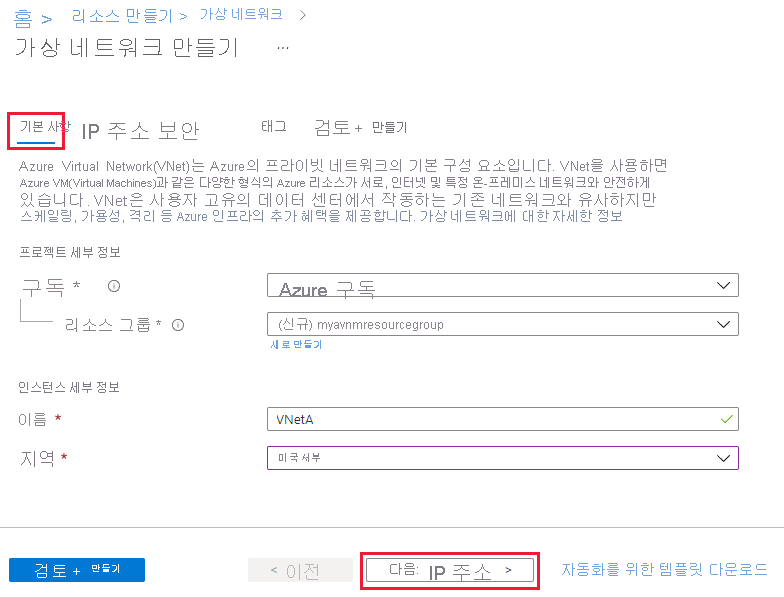 홈 > 리소스 만들기 > 가상 네트워크 >
가상 네트워크 만들기 ...
기본 사항 IP 주소 보안 태그 검토 + 만들기
Azure Virtual Network(VNet)는 Azure의 프라이빗 네트워크의 기본 구성 요소입니다. VNet을 사용하면
Azure VM(Virtual Machines)과 같은 다양한 형식의 Azure 리소스가 서로, 인터넷 및 특정 온-프레미스 네트워크와 안전하게
있습니다. VNet은 사용자 고유의 데이터 센터에서 작동하는 기존 네트워크와 유사하지만
스케일링, 가용성, 격리 등 Azure 인프라의 추가 혜택을 제공합니다. 가상 네트워크에 대한 자세한 정보
프로젝트 세부 정보
구독 * Azure 구독
리소스 그룹 * (신규) myavnmresourcegroup
새로 만들기
인스턴스 세부 정보
이름 * VNetA
지역 * 미국 서부
검토 + 만들기 < 이전 다음: IP 주소 > 자동화를 위한 템플릿 다운로드